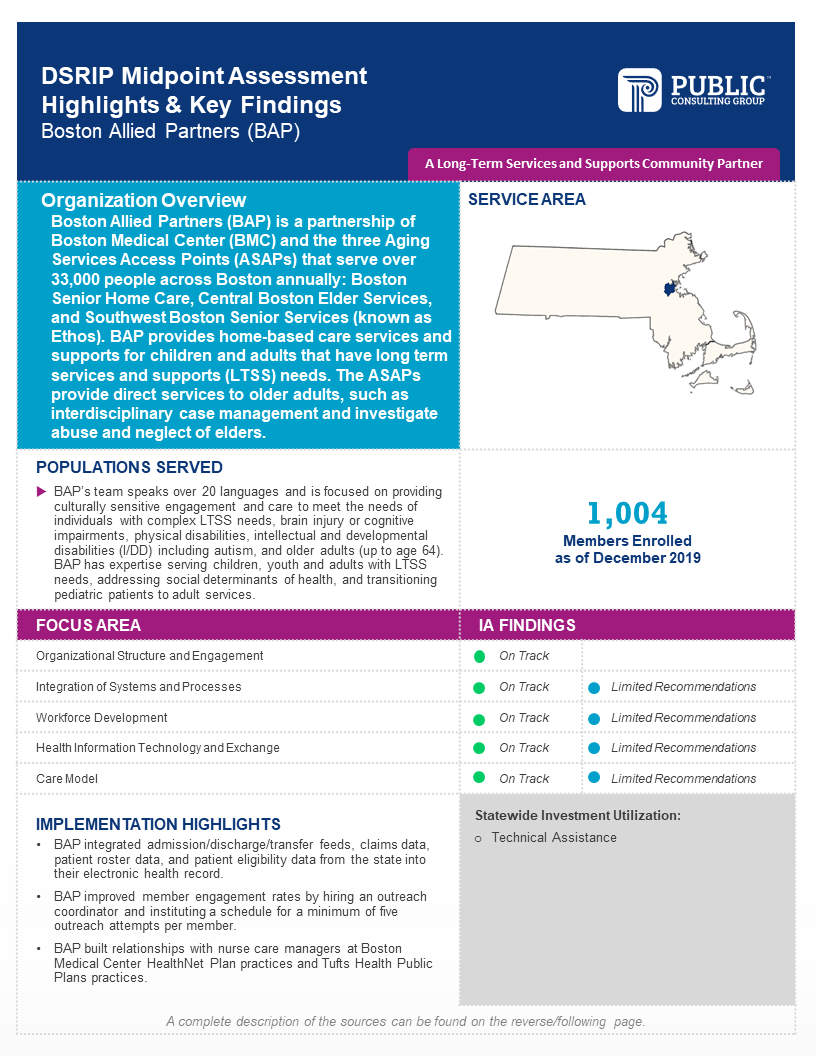 DSRIP Midpoint Assessment
Highlights & Key Findings
Boston Allied Partners (BAP)
PUBLIC™
CONSULTING GROUP
A Long-Term Services and Supports Community Partner
Organization Overview
Boston Allied Partners (BAP) is a partnership of
Boston Medical Center (BMC) and the three Aging
Services Access Points (ASAPs) that serve over
33,000 people across Boston annually: Boston
Senior Home Care, Central Boston Elder Services,
and Southwest Boston Senior Services (known as
Ethos). BAP provides home-based care services and
supports for children and adults that have long term
services and supports (LTSS) needs. The ASAPs
provide direct services to older adults, such as
interdisciplinary case management and investigate
abuse and neglect of elders.
SERVICE AREA
POPULATIONS SERVED
BAP's team speaks over 20 languages and is focused on providing
culturally sensitive engagement and care to meet the needs of
individuals with complex LTSS needs, brain injury or cognitive
impairments, physical disabilities, intellectual and developmental
disabilities (I/DD) including autism, and older adults (up to age 64).
BAP has expertise serving children, youth and adults with LTSS
needs, addressing social determinants of health, and transitioning
pediatric patients to adult services.
1,004
Members Enrolled
as of December 2019
FOCUS AREA IA FINDINGS
Organizational Structure and Engagement On Track
Integration of Systems and Processes On Track Limited Recommendations
Workforce Development On Track Limited Recommendations
Health Information Technology and Exchange On Track Limited Recommendations
Care Model On Track Limited Recommendations
IMPLEMENTATION HIGHLIGHTS
• BAP integrated admission/discharge/transfer feeds, claims data,
patient roster data, and patient eligibility data from the state into
their electronic health record.
• BAP improved member engagement rates by hiring an outreach
coordinator and instituting a schedule for a minimum of five
outreach attempts per member.
• BAP built relationships with nurse care managers at Boston
Medical Center HealthNet Plan practices and Tufts Health Public
Plans practices.
Statewide Investment Utilization:
o Technical Assistance
A complete description of the sources can be found on the reverse/following page.